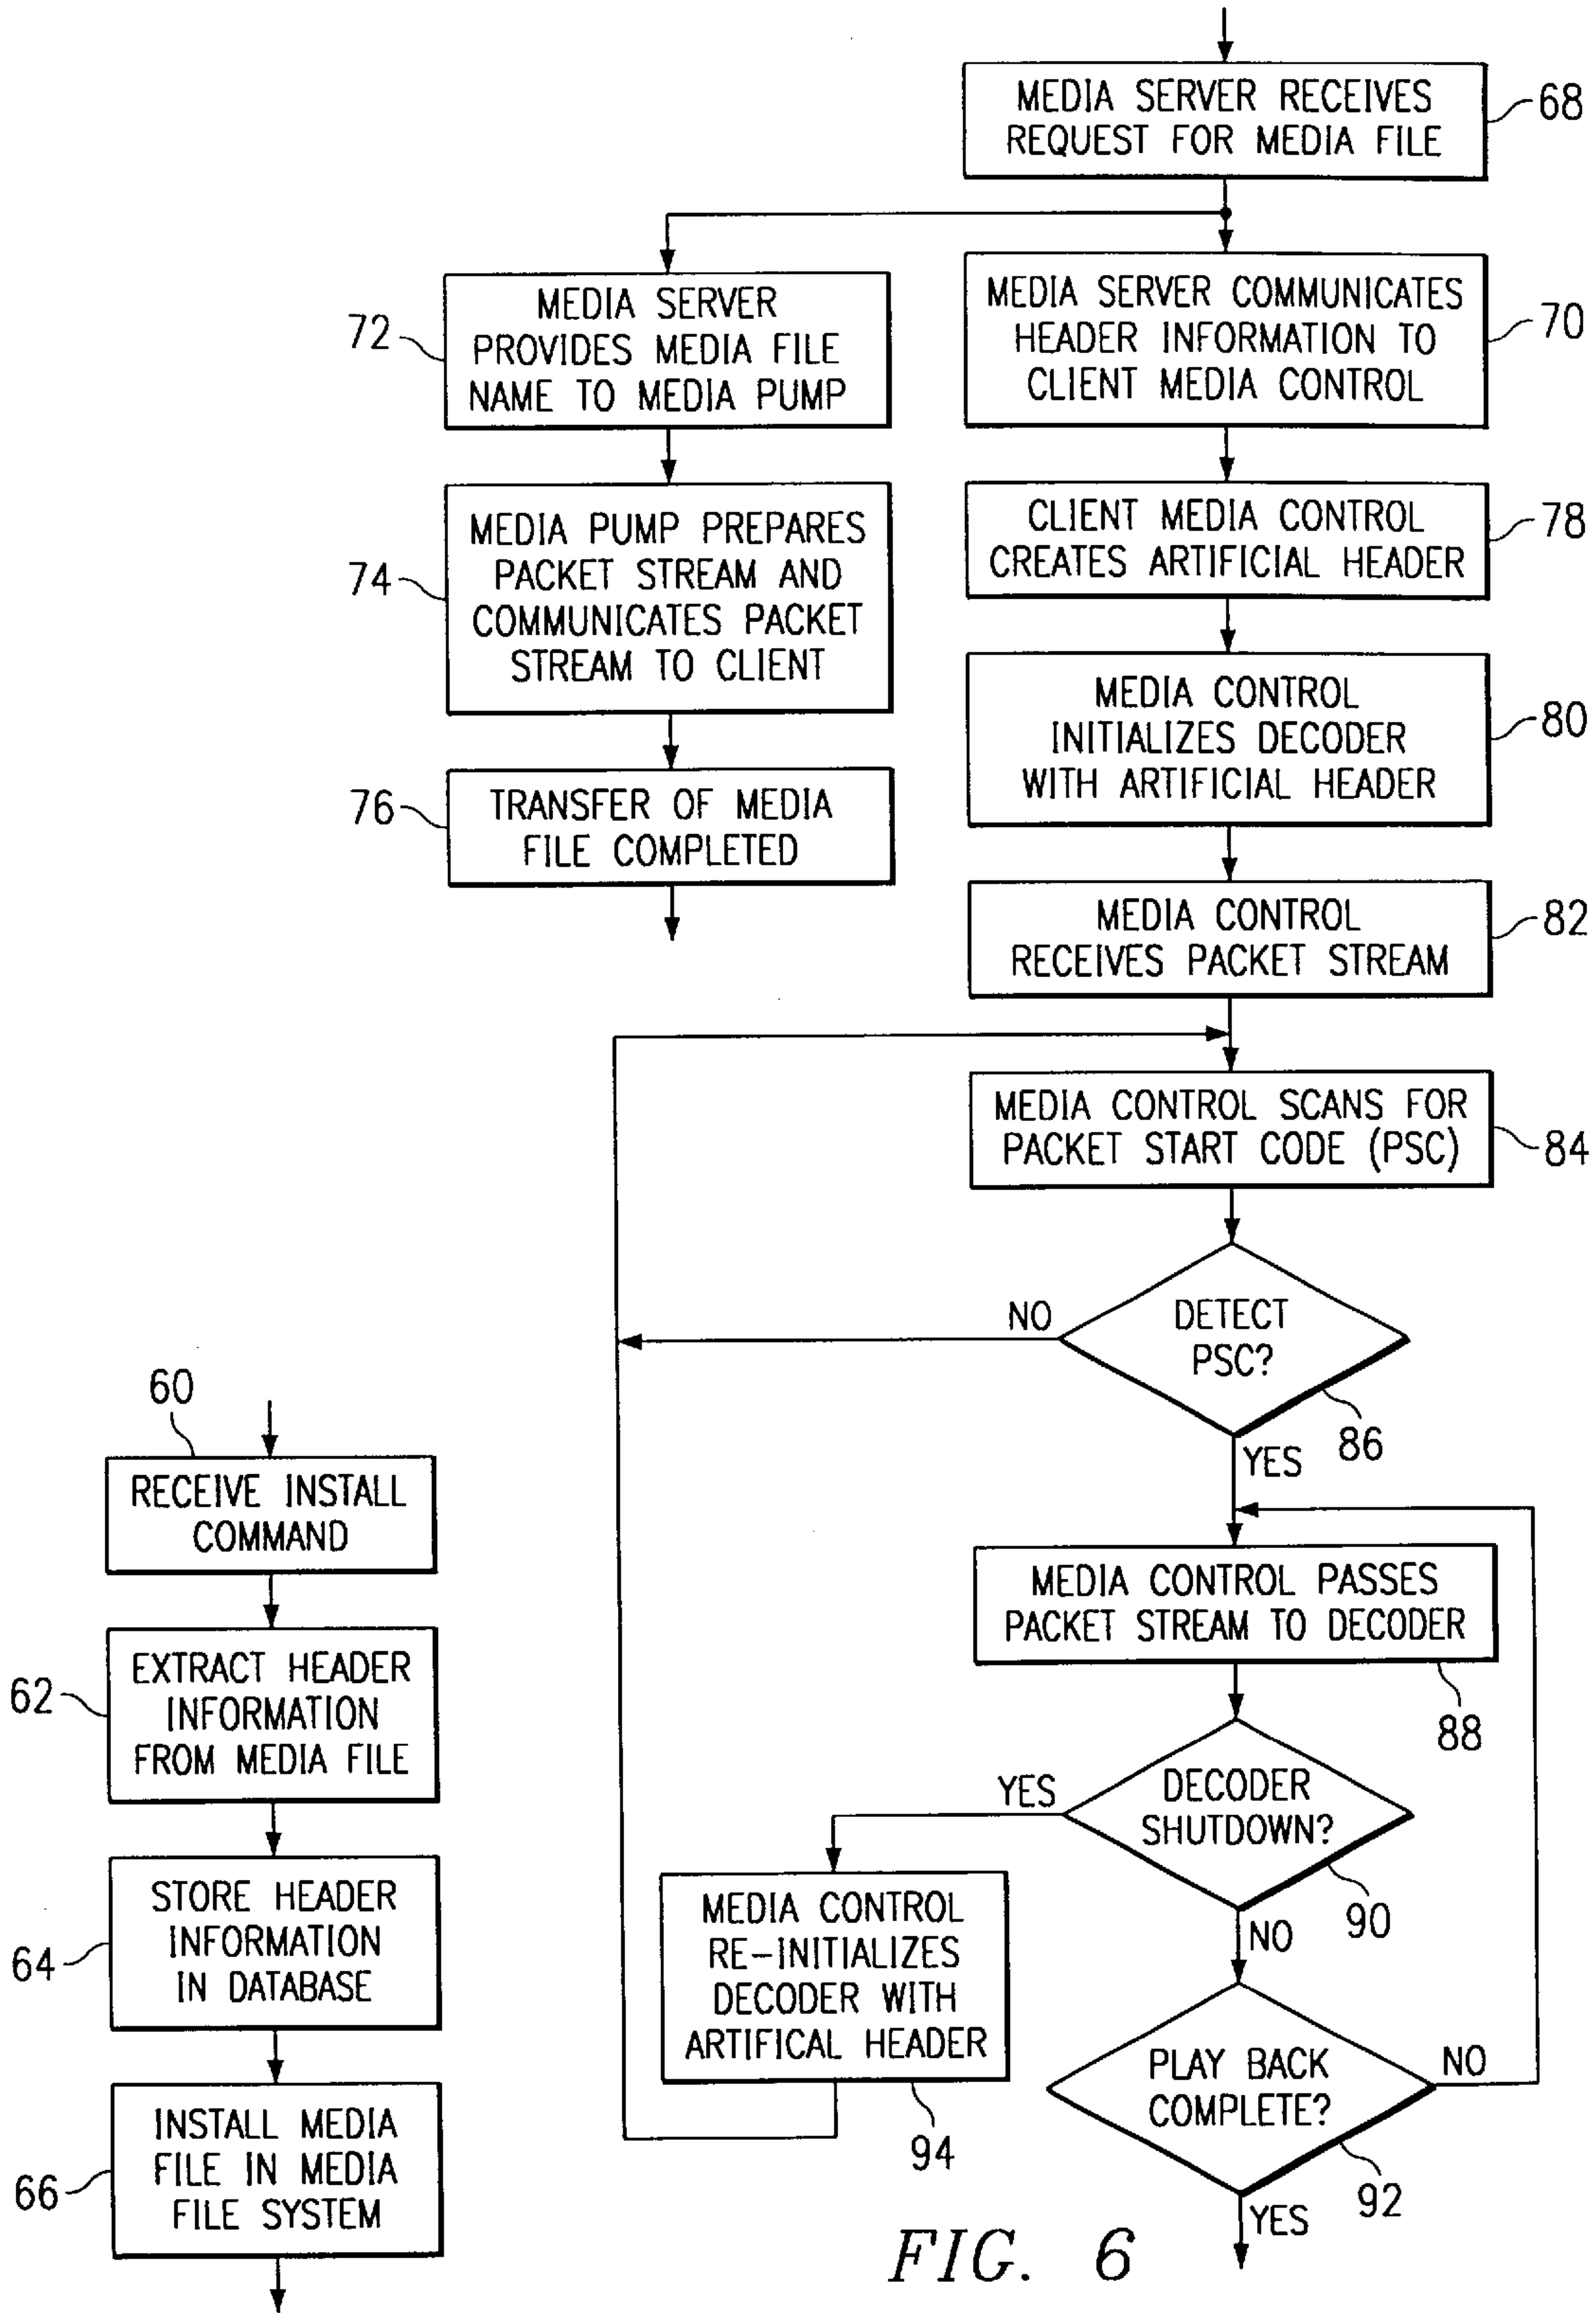 MEDIA SERVER RECEIVES
REQUEST FOR MEDIA FILE
68
MEDIA SERVER
PROVIDES MEDIA FILE
NAME TO MEDIA PUMP
72
MEDIA SERVER COMMUNICATES
HEADER INFORMATION TO
CLIENT MEDIA CONTROL
70
MEDIA PUMP PREPARES
PACKET STREAM AND
COMMUNICATES PACKET
STREAM TO CLIENT
74
CLIENT MEDIA CONTROL
CREATES ARTIFICIAL HEADER
78
MEDIA CONTROL
INITIALIZES DECODER
WITH ARTIFICIAL HEADER
80
TRANSFER OF MEDIA
FILE COMPLETED
76
MEDIA CONTROL
RECEIVES PACKET STREAM
82
MEDIA CONTROL SCANS FOR
PACKET START CODE (PSC)
84
DETECT
PSC?
NO
86
YES
MEDIA CONTROL PASSES
PACKET STREAM TO DECODER
88
DECODER
SHUTDOWN?
YES
90
NO
MEDIA CONTROL
RE-INITIALIZES
DECODER WITH
ARTIFICAL HEADER
94
PLAY BACK
COMPLETE?
NO
92
YES
60
RECEIVE INSTALL
COMMAND
62
EXTRACT HEADER
INFORMATION
FROM MEDIA FILE
64
STORE HEADER
INFORMATION
IN DATABASE
66
INSTALL MEDIA
FILE IN MEDIA
FILE SYSTEM
FIG. 6